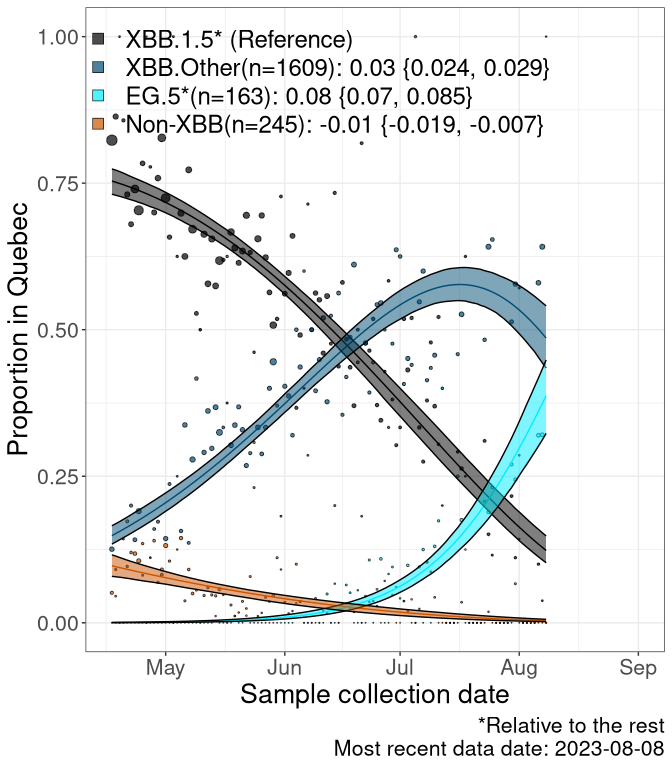 1.00
XBB.1.5* (Reference)
XBB.Other(n=1609): 0.03 {0.024, 0.029}
EG.5*(n=163): 0.08 {0.07, 0.085}
Non-XBB(n=245): -0.01 {-0.019, -0.007}
0.75
0.50
0.25
0.00
Proportion in Quebec
May Jun Jul Aug Sep
Sample collection date
*Relative to the rest
Most recent data date: 2023-08-08